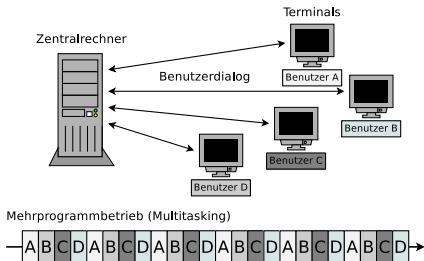 Terminals
Zentralrechner
Benutzerdialog
Benutzer A
Benutzer B
Benutzer C
Benutzer D
Mehrprogrammbetrieb (Multitasking)
A B C D A B C D A B C D A B C D A B C D A B C D